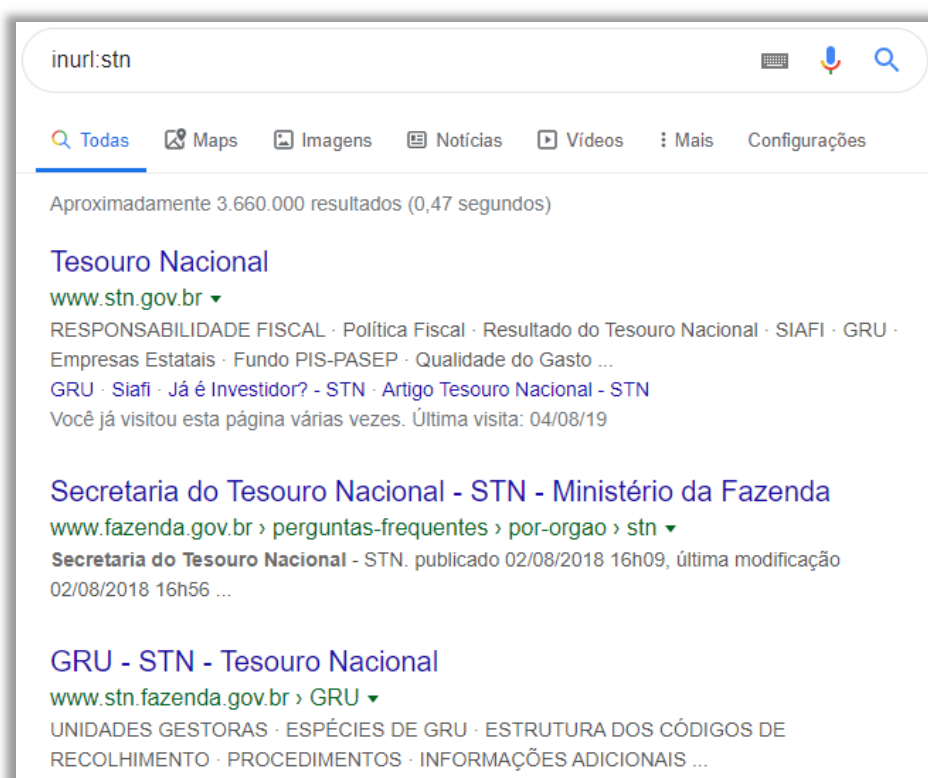 inurl:stn
Todas Maps Imagens Notícias Vídeos Mais Configurações
Aproximadamente 3.660.000 resultados (0,47 segundos)
Tesouro Nacional
www.stn.gov.br
RESPONSABILIDADE FISCAL · Política Fiscal · Resultado do Tesouro Nacional · SIAFI · GRU ·
Empresas Estatais · Fundo PIS-PASEP · Qualidade do Gasto ...
GRU · Siafi · Já é Investidor? - STN · Artigo Tesouro Nacional - STN
Você já visitou esta página várias vezes. Última visita: 04/08/19
Secretaria do Tesouro Nacional - STN - Ministério da Fazenda
www.fazenda.gov.br › perguntas-frequentes › por-orgao › stn
Secretaria do Tesouro Nacional - STN. publicado 02/08/2018 16h09, última modificação
02/08/2018 16h56 ...
GRU - STN - Tesouro Nacional
www.stn.fazenda.gov.br › GRU
UNIDADES GESTORAS · ESPÉCIES DE GRU · ESTRUTURA DOS CÓDIGOS DE
RECOLHIMENTO · PROCEDIMENTOS · INFORMAÇÕES ADICIONAIS ...